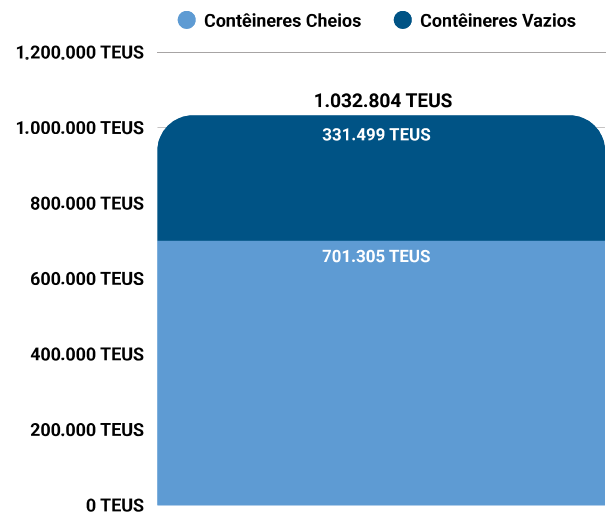 Contêineres Cheios
Contêineres Vazios
1.200.000 TEUS
1.032.804 TEUS
1.000.000 TEUS
331.499 TEUS
800.000 TEUS
701.305 TEUS
600.000 TEUS
400.000 TEUS
200.000 TEUS
0 TEUS